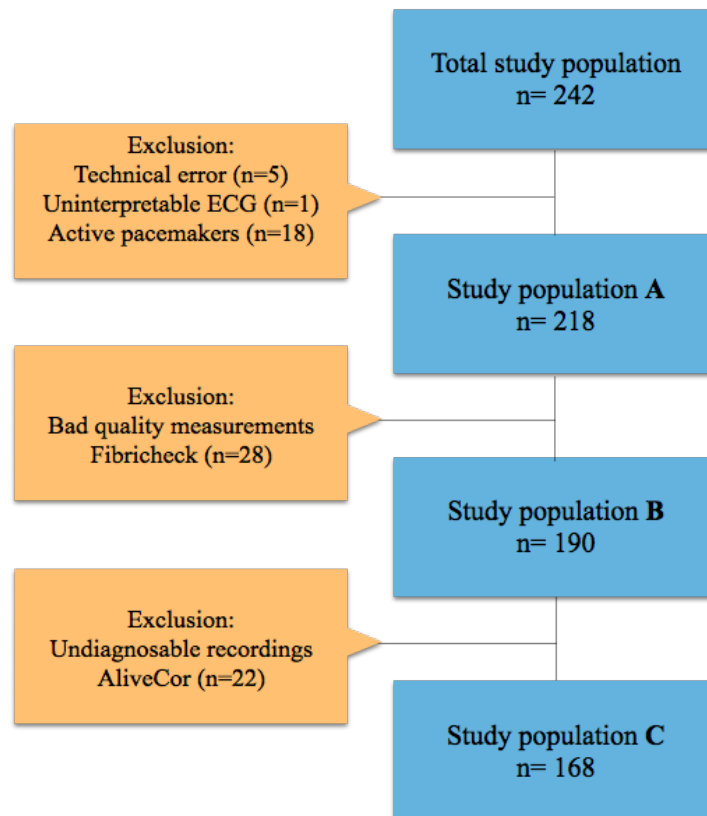 Total study population
n= 242
Exclusion:
Technical error (n=5)
Uninterpretable ECG (n=1)
Active pacemakers (n=18)
Study population A
n= 218
Exclusion:
Bad quality measurements
Fibricheck (n=28)
Study population B
n= 190
Exclusion:
Undiagnosable recordings
AliveCor (n=22)
Study population C
n= 168